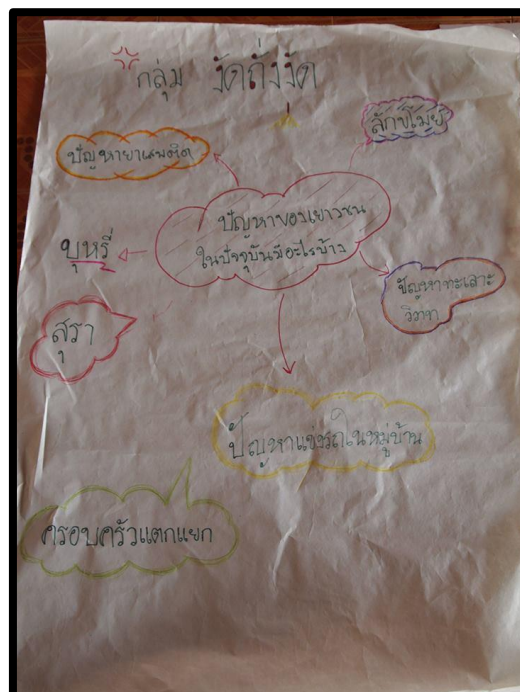 กลุ่ม งัดถั่งงัด
ลักขโมย
ปัญหายาเสพติด
ปัญหาของเยาวชน
ในปัจจุบันมีอะไรบ้าง
บุหรี่
ปัญหาทะเลาะ
วิวาท
สุรา
ปัญหาแข่งรถในหมู่บ้าน
ครอบครัวแตกแยก